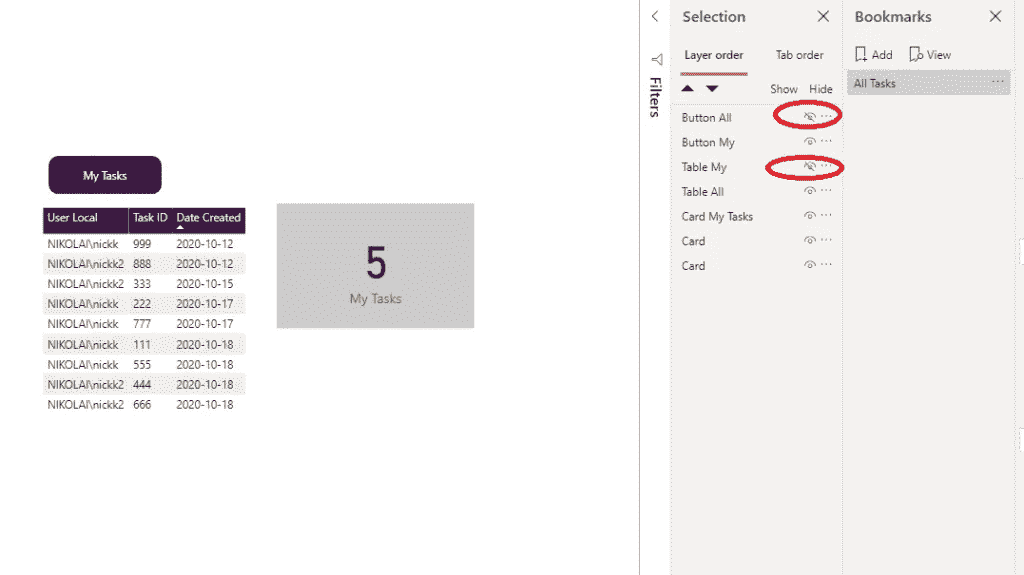 My Tasks
User Local Task ID Date Created
NIKOLAI\nickk 999 2020-10-12
NIKOLAI\nickk2 888 2020-10-12
NIKOLAI\nickk2 333 2020-10-15
NIKOLAI\nickk 222 2020-10-17
NIKOLAI\nickk 777 2020-10-17
NIKOLAI\nickk 111 2020-10-18
NIKOLAI\nickk 555 2020-10-18
NIKOLAI\nickk2 444 2020-10-18
NIKOLAI\nickk2 666 2020-10-18
5
My Tasks
Filters
Selection
Layer order Tab order
Show Hide
Button All
Button My
Table My
Table All
Card My Tasks
Card
Card
Bookmarks
Add View
All Tasks